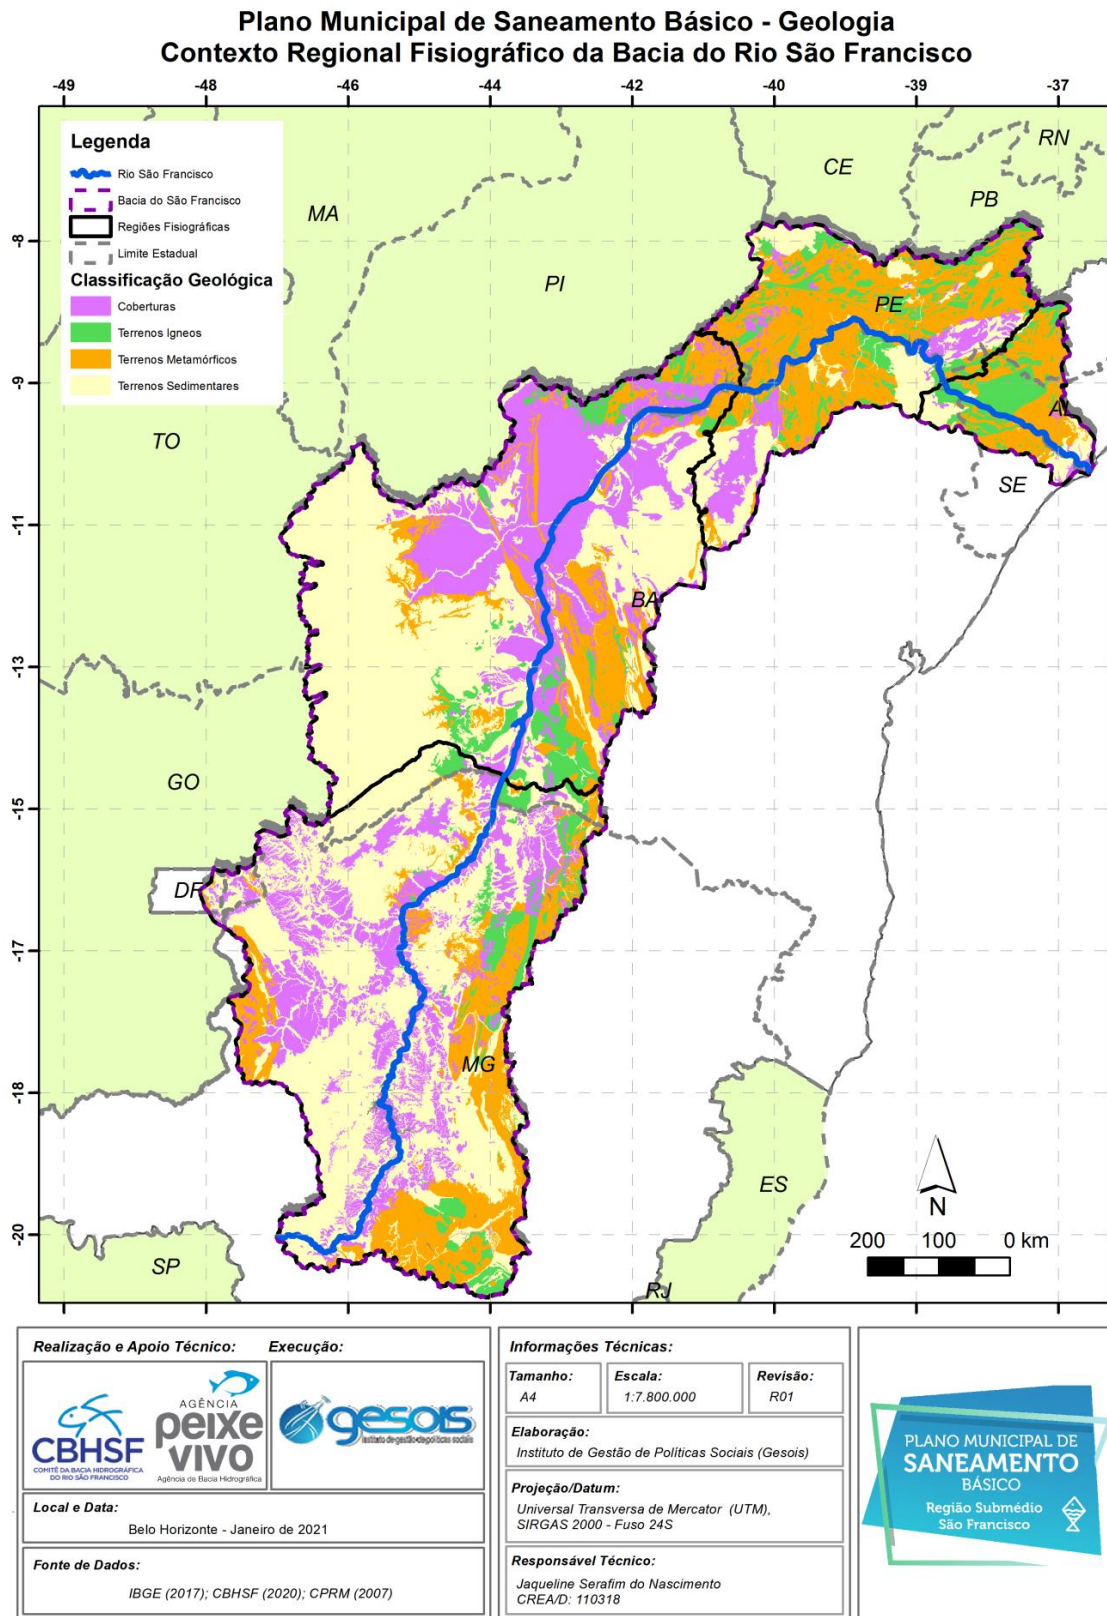 Plano Municipal de Saneamento Básico - Geologia
Contexto Regional Fisiográfico da Bacia do Rio São Francisco
-49 -48 -46 -44 -42 -40 -39 -37
Legenda
Rio São Francisco
Bacia do São Francisco
Regiões Fisiográficas
Limite Estadual
Classificação Geológica
Coberturas
Terrenos Igneos
Terrenos Metamórficos
Terrenos Sedimentares
-8
-9
-11
-13
-15
-17
-18
-20
RN
CE
PB
MA
PI
PE
TO
AL
SE
BA
GO
DF
MG
ES
SP
RJ
N
200 100 0 km
Realização e Apoio Técnico: Execução:
CBHSF
COMITÊ DA BACIA HIDROGRÁFICA
DO RIO SÃO FRANCISCO
AGÊNCIA
peixe
vivo
Agência de Bacia Hidrográfica
gesois
instituto de gestão de políticas sociais
Local e Data:
Belo Horizonte - Janeiro de 2021
Fonte de Dados:
IBGE (2017); CBHSF (2020); CPRM (2007)
Informações Técnicas:
Tamanho: Escala: Revisão:
A4 1:7.800.000 R01
Elaboração:
Instituto de Gestão de Políticas Sociais (Gesois)
Projeção/Datum:
Universal Transversa de Mercator (UTM),
SIRGAS 2000 - Fuso 24S
Responsável Técnico:
Jaqueline Serafim do Nascimento
CREA/D: 110318
PLANO MUNICIPAL DE
SANEAMENTO
BÁSICO
Região Submédio
São Francisco